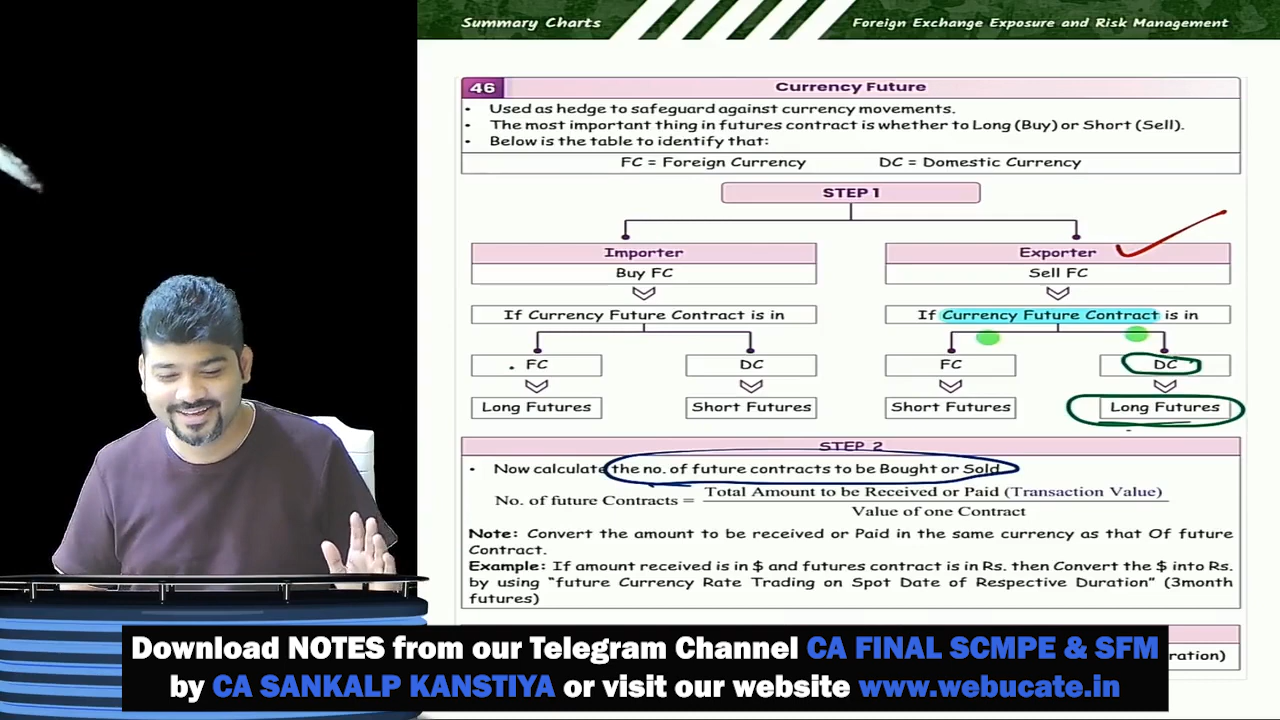 Summary Charts
Foreign Exchange Exposure and Risk Management
46
Currency Future
• Used as hedge to safeguard against currency movements.
• The most important thing in futures contract is whether to Long (Buy) or Short (Sell).
• Below is the table to identify that:
FC = Foreign Currency DC = Domestic Currency
STEP 1
Importer
Exporter
Buy FC
Sell FC
If Currency Future Contract is in
If Currency Future Contract is in
FC
DC
FC
DC
Long Futures
Short Futures
Short Futures
Long Futures
STEP 2
• Now calculate the no. of future contracts to be Bought or Sold
No. of future Contracts = Total Amount to be Received or Paid (Transaction Value)
Value of one Contract
Note: Convert the amount to be received or Paid in the same currency as that Of future
Contract.
Example: If amount received is in $ and futures contract is in Rs. then Convert the $ into Rs.
by using "future Currency Rate Trading on Spot Date of Respective Duration" (3month
futures)
ration)
Download NOTES from our Telegram Channel CA FINAL SCMPE & SFM
by CA SANKALP KANSTIYA or visit our website www.webucate.in